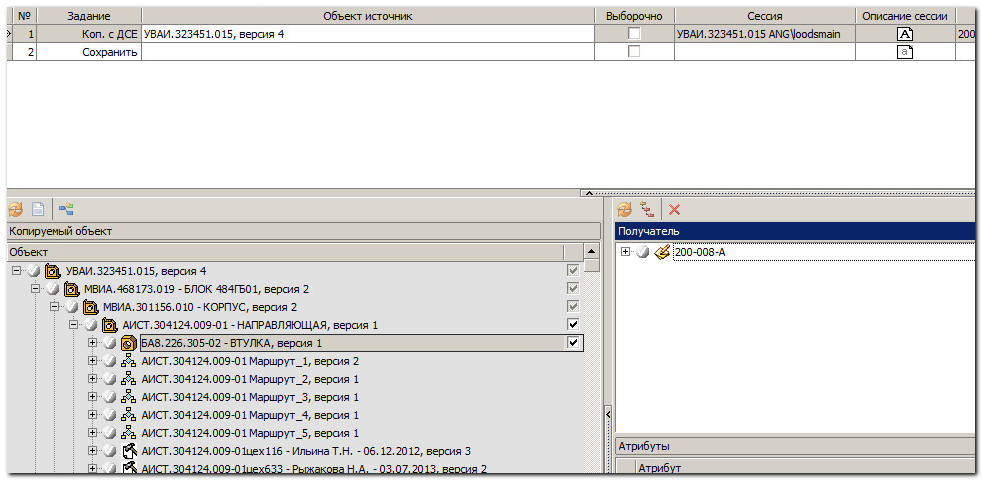 № Задание Объект источник Выборочно Сессия Описание сессии
1 Коп. с ДСЕ УВАИ.323451.015, версия 4 УВАИ.323451.015 ANG\loodsmain A 200
2 Сохранить a
Копируемый объект
Объект
УВАИ.323451.015, версия 4
МВИА.468173.019 - БЛОК 484ГБ01, версия 2
МВИА.301156.010 - КОРПУС, версия 2
АИСТ.304124.009-01 - НАПРАВЛЯЮЩАЯ, версия 1
БА8.226.305-02 - ВТУЛКА, версия 1
АИСТ.304124.009-01 Маршрут_1, версия 2
АИСТ.304124.009-01 Маршрут_2, версия 1
АИСТ.304124.009-01 Маршрут_3, версия 1
АИСТ.304124.009-01 Маршрут_4, версия 1
АИСТ.304124.009-01 Маршрут_5, версия 1
АИСТ.304124.009-01цех116 - Ильина Т.Н. - 06.12.2012, версия 3
АИСТ.304124.009-01цех633 - Рыжакова Н.А. - 03.07.2013, версия 2
Получатель
200-008-А
Атрибуты
Атрибут